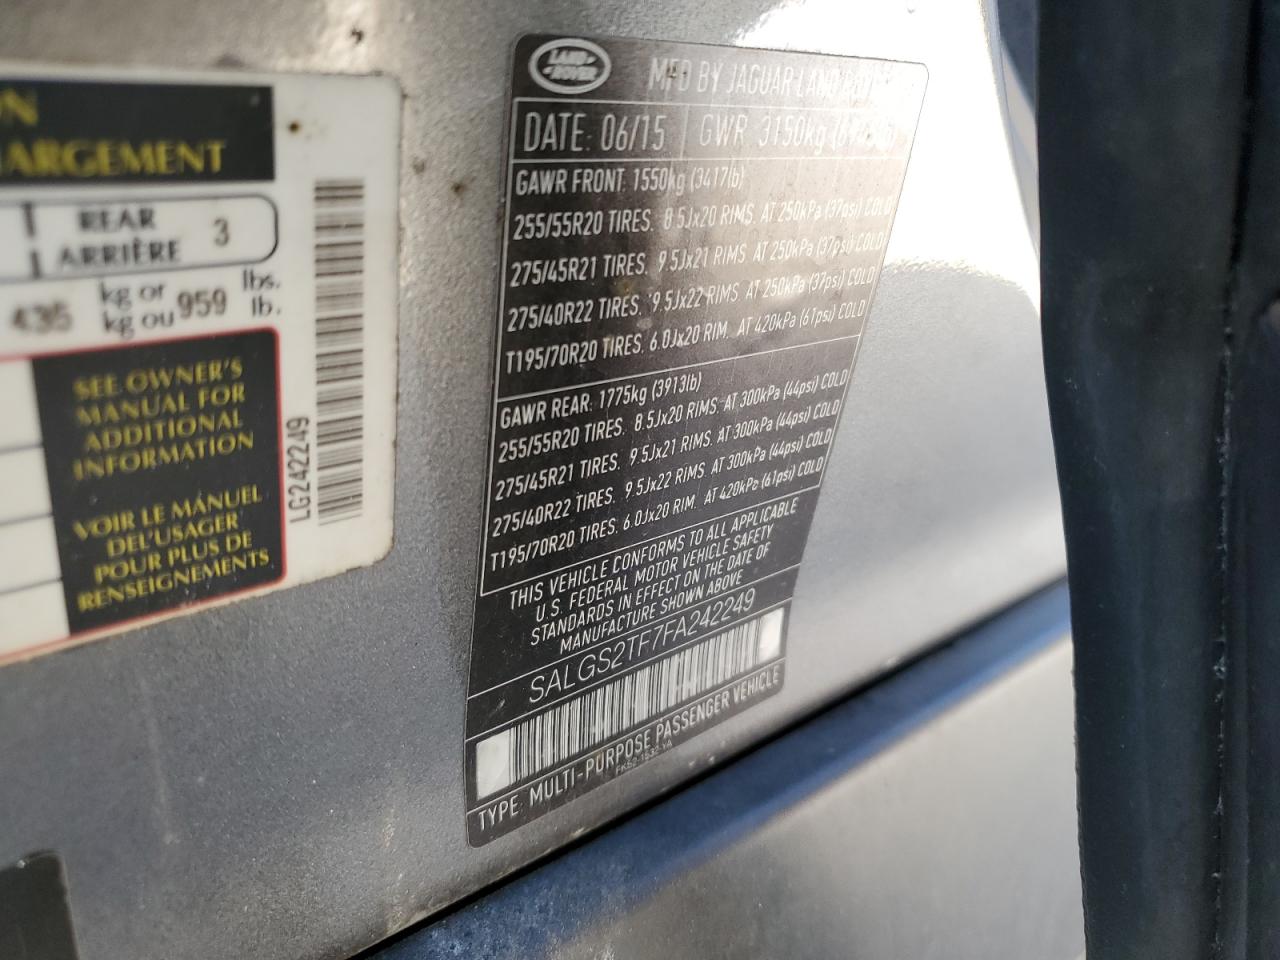 ON
HARGEMENT
REAR
ARRIÈRE
3
kg or
kg ou
959
lbs.
lb.
SEE OWNER'S
MANUAL FOR
ADDITIONAL
INFORMATION
VOIR LE MANUEL
DEL'USAGER
POUR PLUS DE
RENSEIGNEMENTS
LG242249
LAND
ROVER
MFD BY JAGUAR LAND
DATE: 06/15
GWR: 3150kg
GAWR FRONT: 1550kg (3417lb)
255/55R20 TIRES. 8.5Jx20 RIMS. AT 250kPa (37psi) COLD
275/45R21 TIRES. 9.5Jx21 RIMS. AT 250kPa (37psi) COLD
275/40R22 TIRES. 9.5Jx22 RIMS. AT 250kPa (37psi) COLD
T195/70R20 TIRES. 6.0Jx20 RIM. AT 420kPa (61psi) COLD
GAWR REAR: 1775kg (3913lb)
255/55R20 TIRES. 8.5Jx20 RIMS. AT 300kPa (44psi) COLD
275/45R21 TIRES. 9.5Jx21 RIMS. AT 300kPa (44psi) COLD
275/40R22 TIRES. 9.5Jx22 RIMS. AT 300kPa (44psi) COLD
T195/70R20 TIRES. 6.0Jx20 RIM. AT 420kPa (61psi) COLD
THIS VEHICLE CONFORMS TO ALL APPLICABLE
U.S. FEDERAL MOTOR VEHICLE SAFETY
STANDARDS IN EFFECT ON THE DATE OF
MANUFACTURE SHOWN ABOVE
SALGS2TF7FA242249
TYPE: MULTI-PURPOSE PASSENGER VEHICLE
FK52-1532-YA